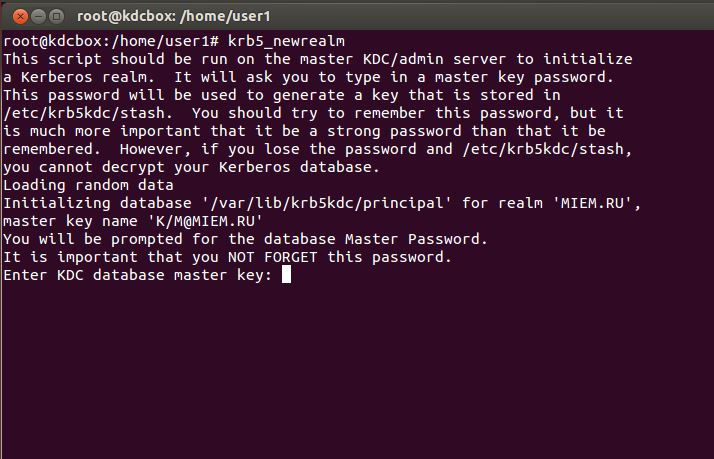 root@kdcbox: /home/user1
root@kdcbox:/home/user1# krb5_newrealm
This script should be run on the master KDC/admin server to initialize
a Kerberos realm.  It will ask you to type in a master key password.
This password will be used to generate a key that is stored in
/etc/krb5kdc/stash.  You should try to remember this password, but it
is much more important that it be a strong password than that it be
remembered.  However, if you lose the password and /etc/krb5kdc/stash,
you cannot decrypt your Kerberos database.
Loading random data
Initializing database '/var/lib/krb5kdc/principal' for realm 'MIEM.RU',
master key name 'K/M@MIEM.RU'
You will be prompted for the database Master Password.
It is important that you NOT FORGET this password.
Enter KDC database master key: